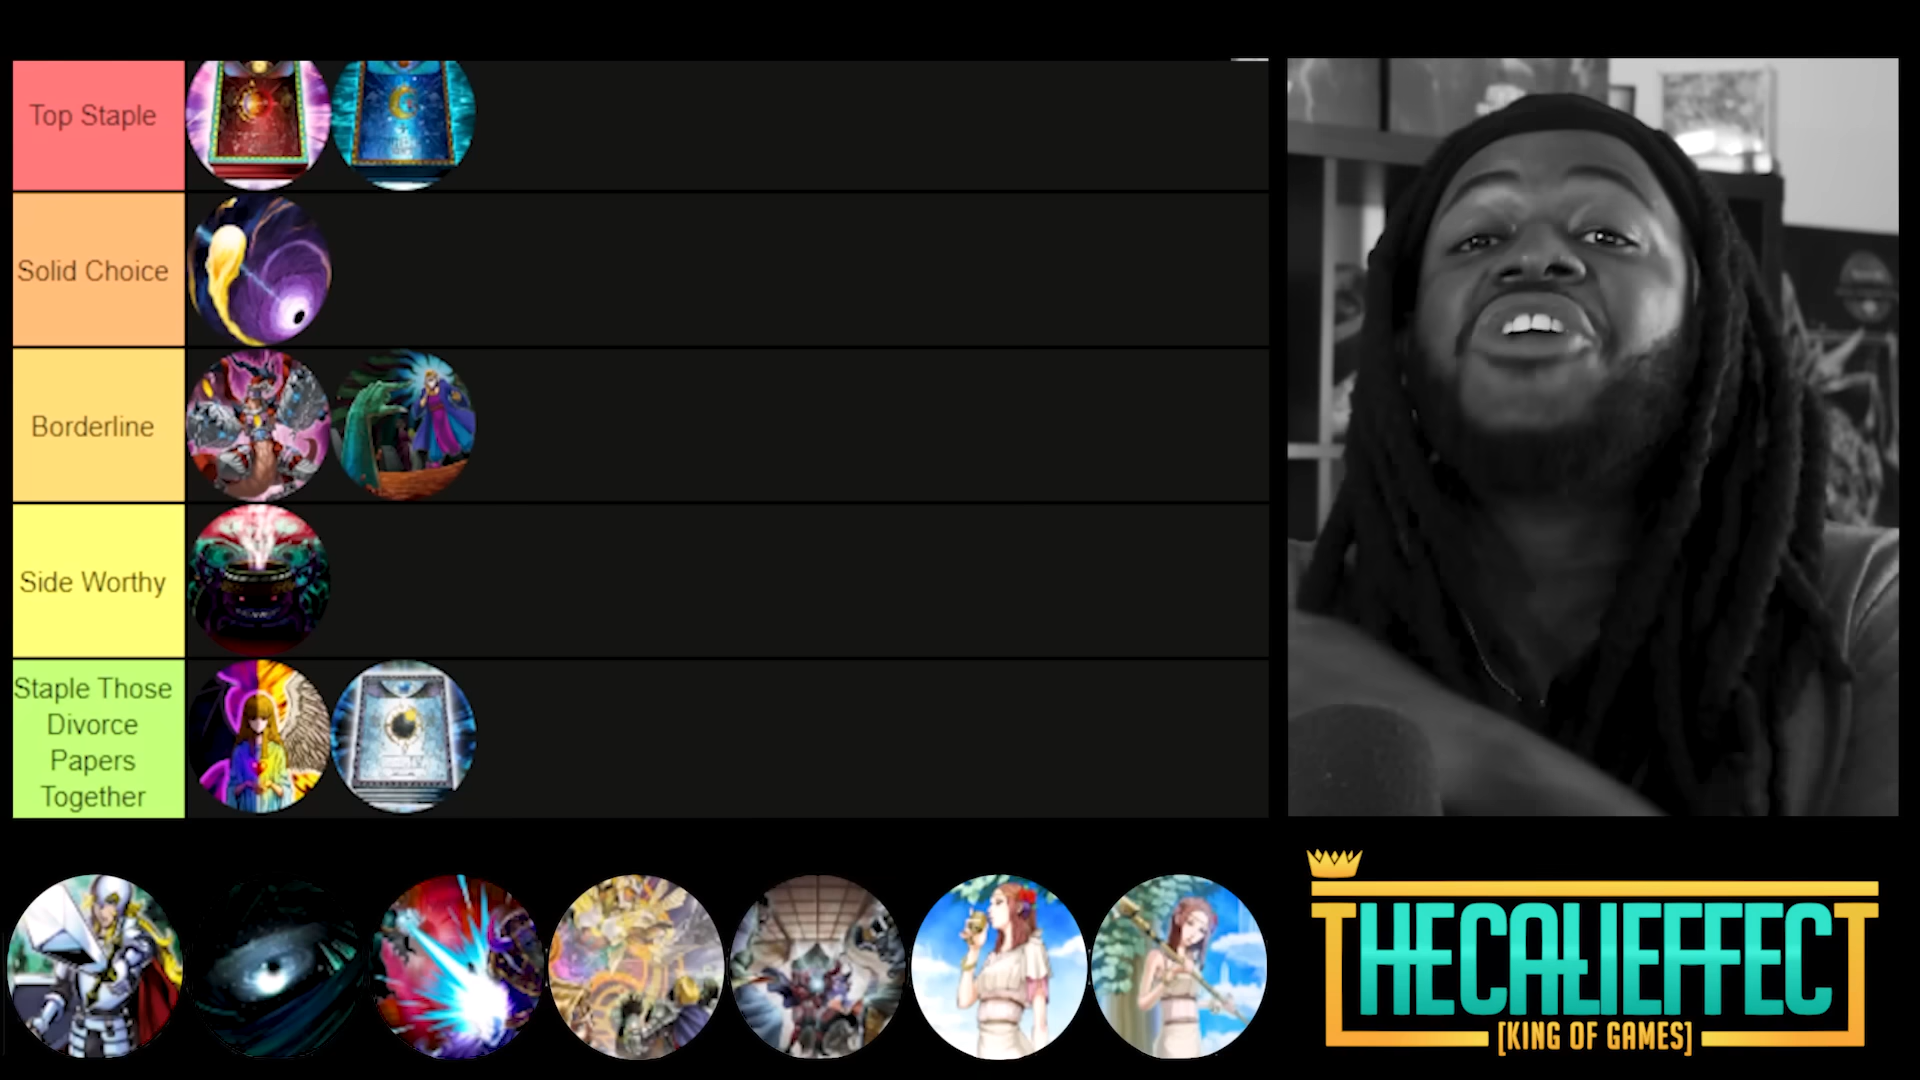 Top Staple
Solid Choice
Borderline
Side Worthy
Staple Those
Divorce
Papers
Together
THECALIEFFECT
[KING OF GAMES]